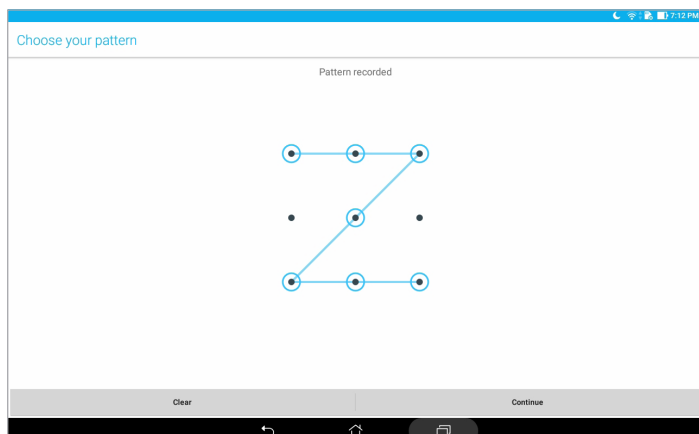 7:12 PM
Choose your pattern
Pattern recorded
Clear
Continue